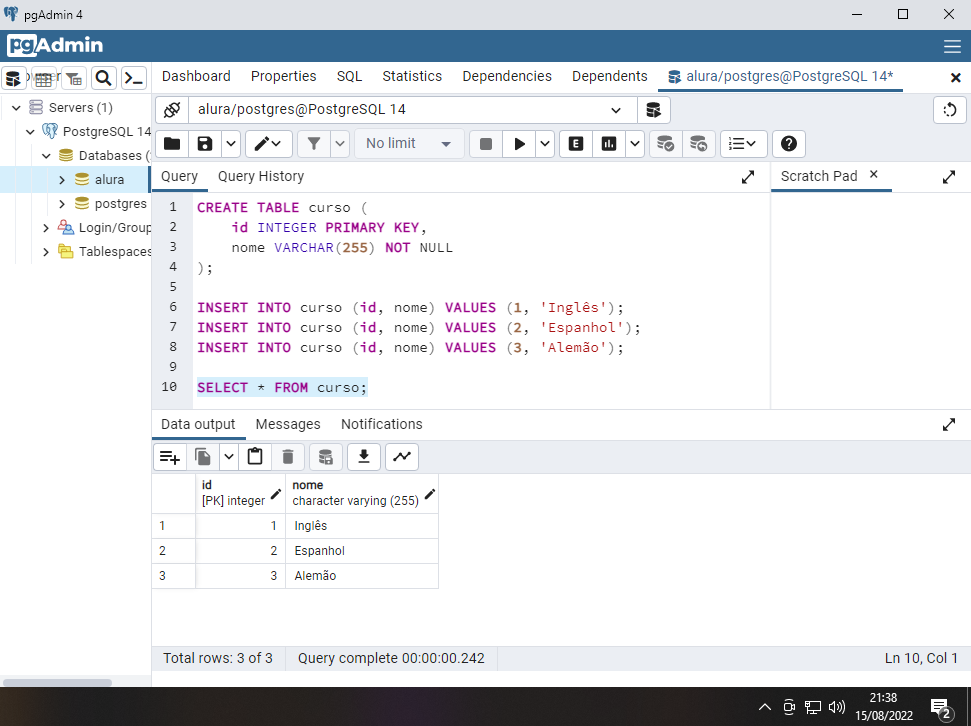 pgAdmin 4
pgAdmin
Dashboard Properties SQL Statistics Dependencies Dependents alura/postgres@PostgreSQL 14*
Servers (1)
PostgreSQL 14
Databases (
alura
postgres
Login/Group
Tablespaces
alura/postgres@PostgreSQL 14
No limit
E
Query Query History
Scratch Pad
1 CREATE TABLE curso (
2 id INTEGER PRIMARY KEY,
3 nome VARCHAR(255) NOT NULL
4 );
5
6 INSERT INTO curso (id, nome) VALUES (1, 'Inglês');
7 INSERT INTO curso (id, nome) VALUES (2, 'Espanhol');
8 INSERT INTO curso (id, nome) VALUES (3, 'Alemão');
9
10 SELECT * FROM curso;
Data output Messages Notifications
id nome
[PK] integer character varying (255)
1 1 Inglês
2 2 Espanhol
3 3 Alemão
Total rows: 3 of 3 Query complete 00:00:00.242 Ln 10, Col 1
21:38
15/08/2022
2